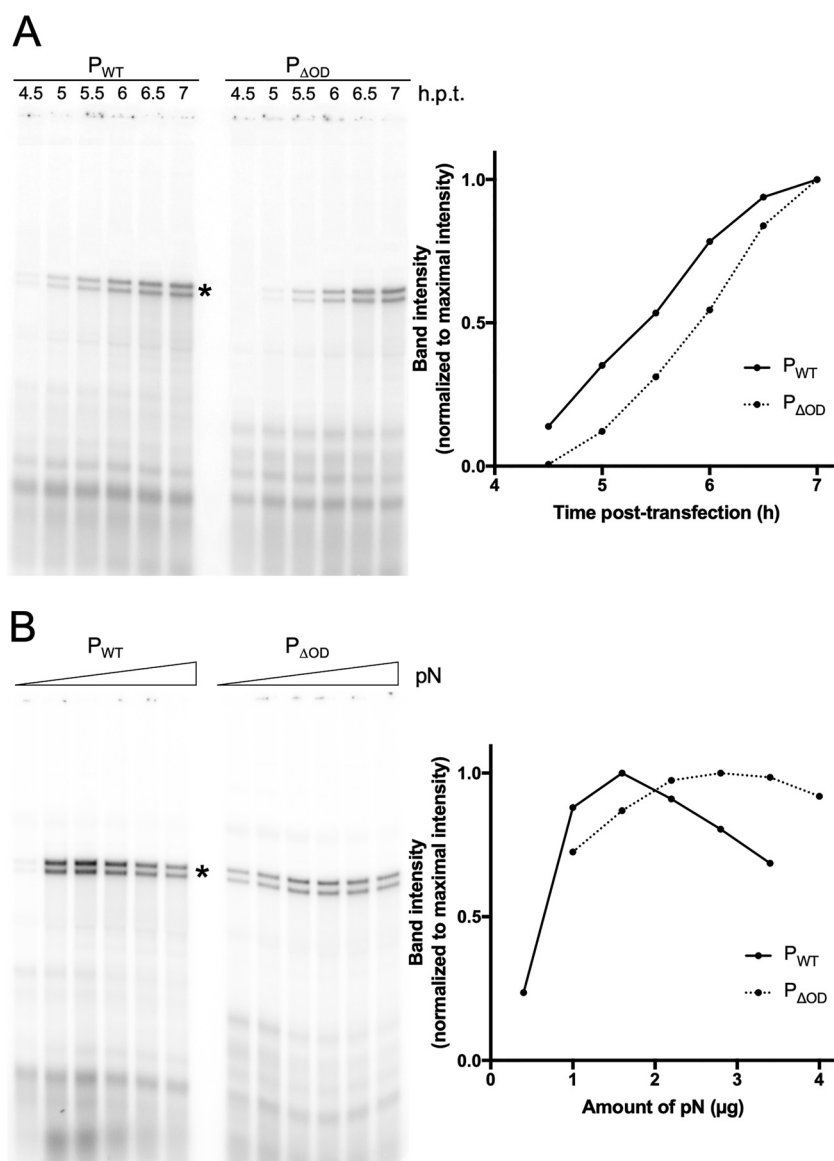 A
P_WT P_ΔOD
4.5 5 5.5 6 6.5 7 4.5 5 5.5 6 6.5 7 h.p.t.
*
Band intensity
(normalized to maximal intensity)
1.0
0.5
0.0
P_WT
P_ΔOD
4 5 6 7
Time post-transfection (h)
B
P_WT P_ΔOD
pN
*
Band intensity
(normalized to maximal intensity)
1.0
0.5
0.0
P_WT
P_ΔOD
0 1 2 3 4
Amount of pN (µg)